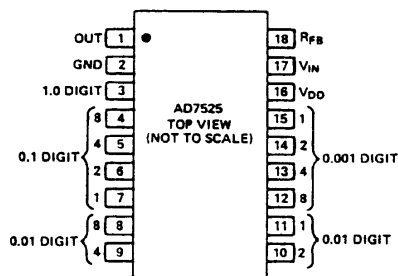 OUT 1
GND 2
1.0 DIGIT 3
8 4
4 5
0.1 DIGIT
2 6
1 7
8 8
0.01 DIGIT
4 9
AD7525
TOP VIEW
(NOT TO SCALE)
18 RFB
17 VIN
16 VDD
15 1
14 2
0.001 DIGIT
13 4
12 8
11 1
0.01 DIGIT
10 2